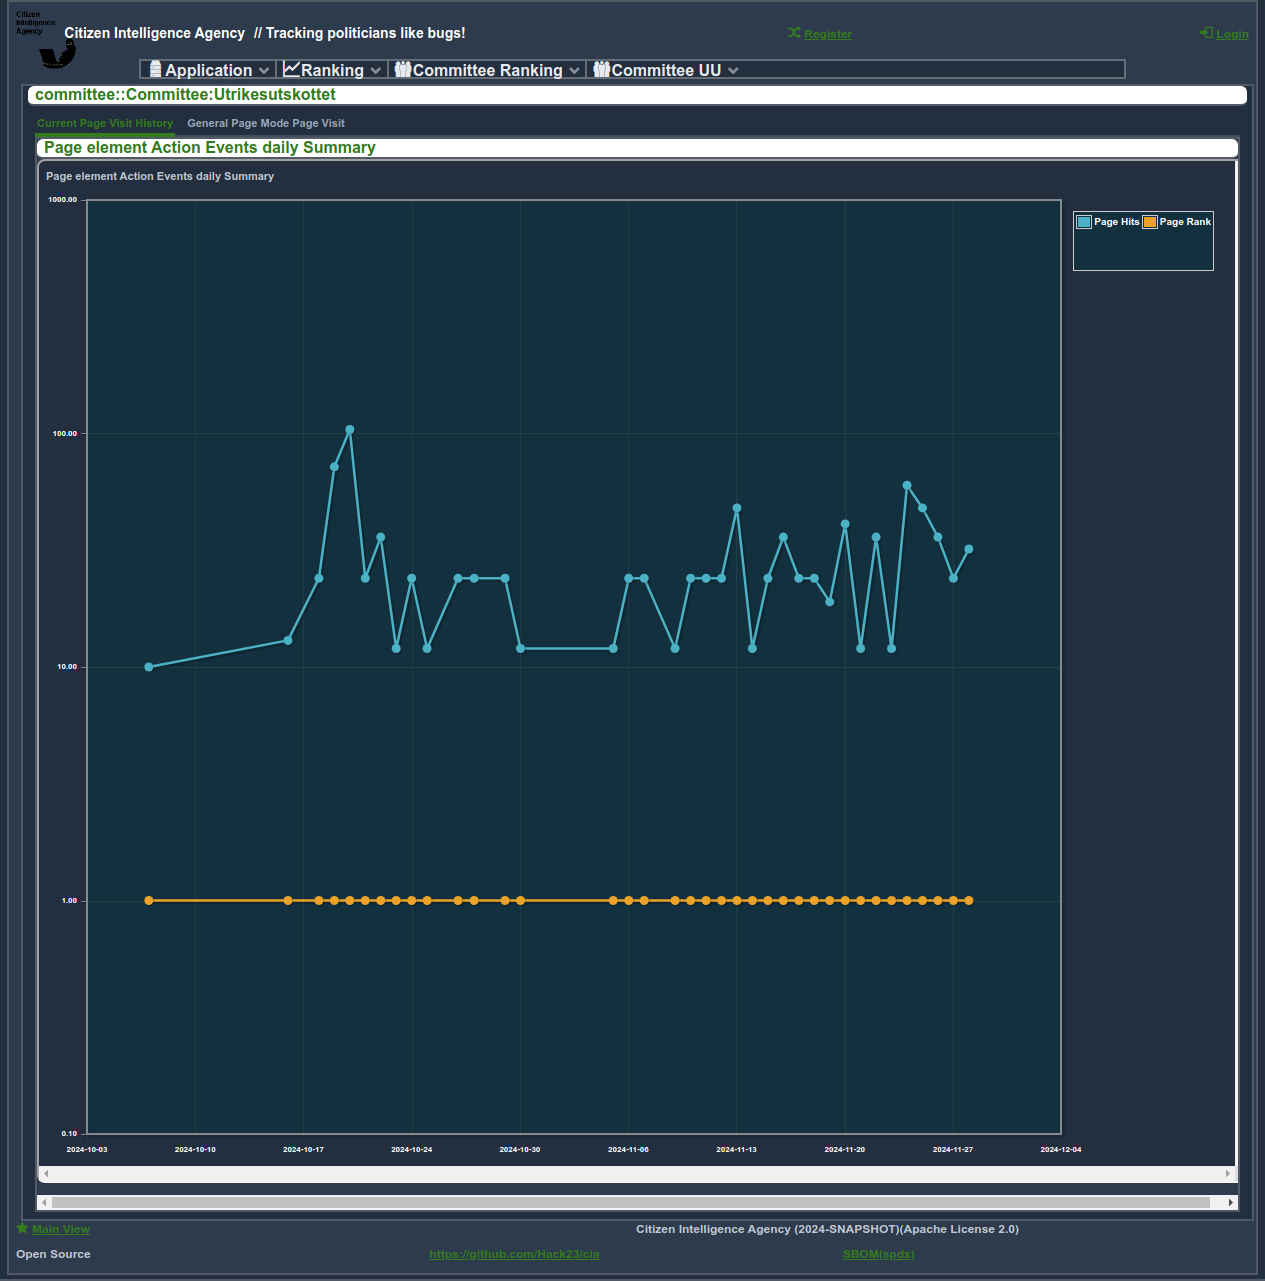 Citizen
Intelligence
Agency
Citizen Intelligence Agency // Tracking politicians like bugs!
Register
Login
Application
Ranking
Committee Ranking
Committee UU
committee::Committee:Utrikesutskottet
Current Page Visit History
General Page Mode Page Visit
Page element Action Events daily Summary
Page element Action Events daily Summary
1000.00
100.00
10.00
1.00
0.10
Page Hits
Page Rank
2024-10-03
2024-10-10
2024-10-17
2024-10-24
2024-10-30
2024-11-06
2024-11-13
2024-11-20
2024-11-27
2024-12-04
Main View
Citizen Intelligence Agency (2024-SNAPSHOT)(Apache License 2.0)
Open Source
https://github.com/Hack23/cia
SBOM(spdx)